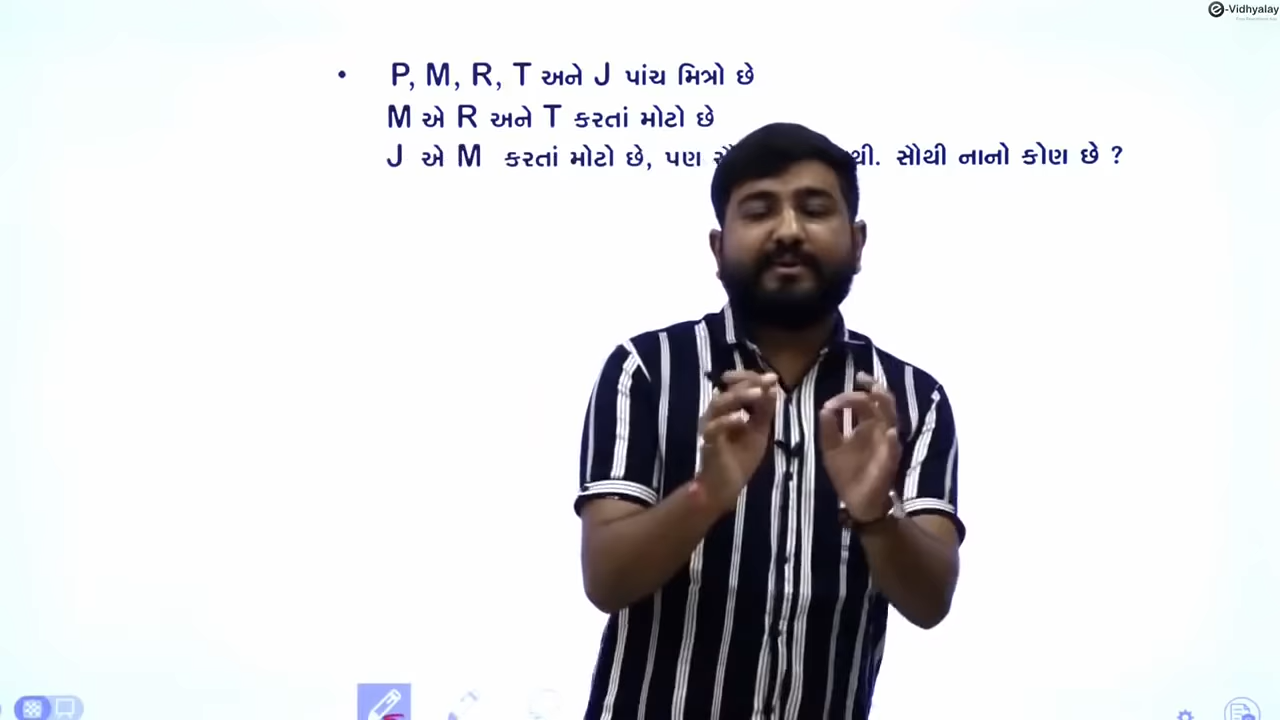 e-Vidhyalay
• P, M, R, T અને J પાંચ મિત્રો છે
M એ R અને T કરતાં મોટો છે
J એ M કરતાં મોટો છે, પણ સૌથી નાનો કોણ છે ?